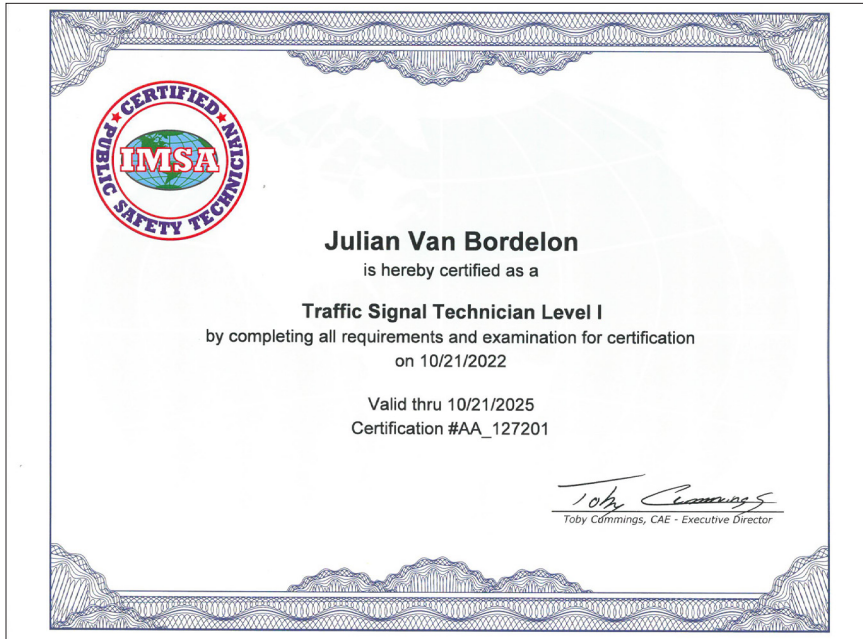 CERTIFIED
IMSA
PUBLIC SAFETY TECHNICIAN
Julian Van Bordelon
is hereby certified as a
Traffic Signal Technician Level I
by completing all requirements and examination for certification
on 10/21/2022
Valid thru 10/21/2025
Certification #AA_127201
Toby Cummings
Toby Cummings, CAE - Executive Director